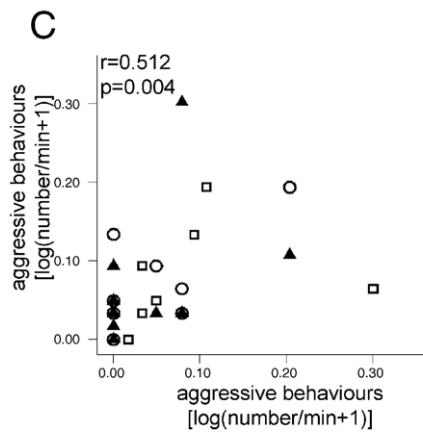 C
r=0.512
p=0.004
aggressive behaviours
[log(number/min+1)]
0.30
0.20
0.10
0.00
0.00 0.10 0.20 0.30
aggressive behaviours
[log(number/min+1)]